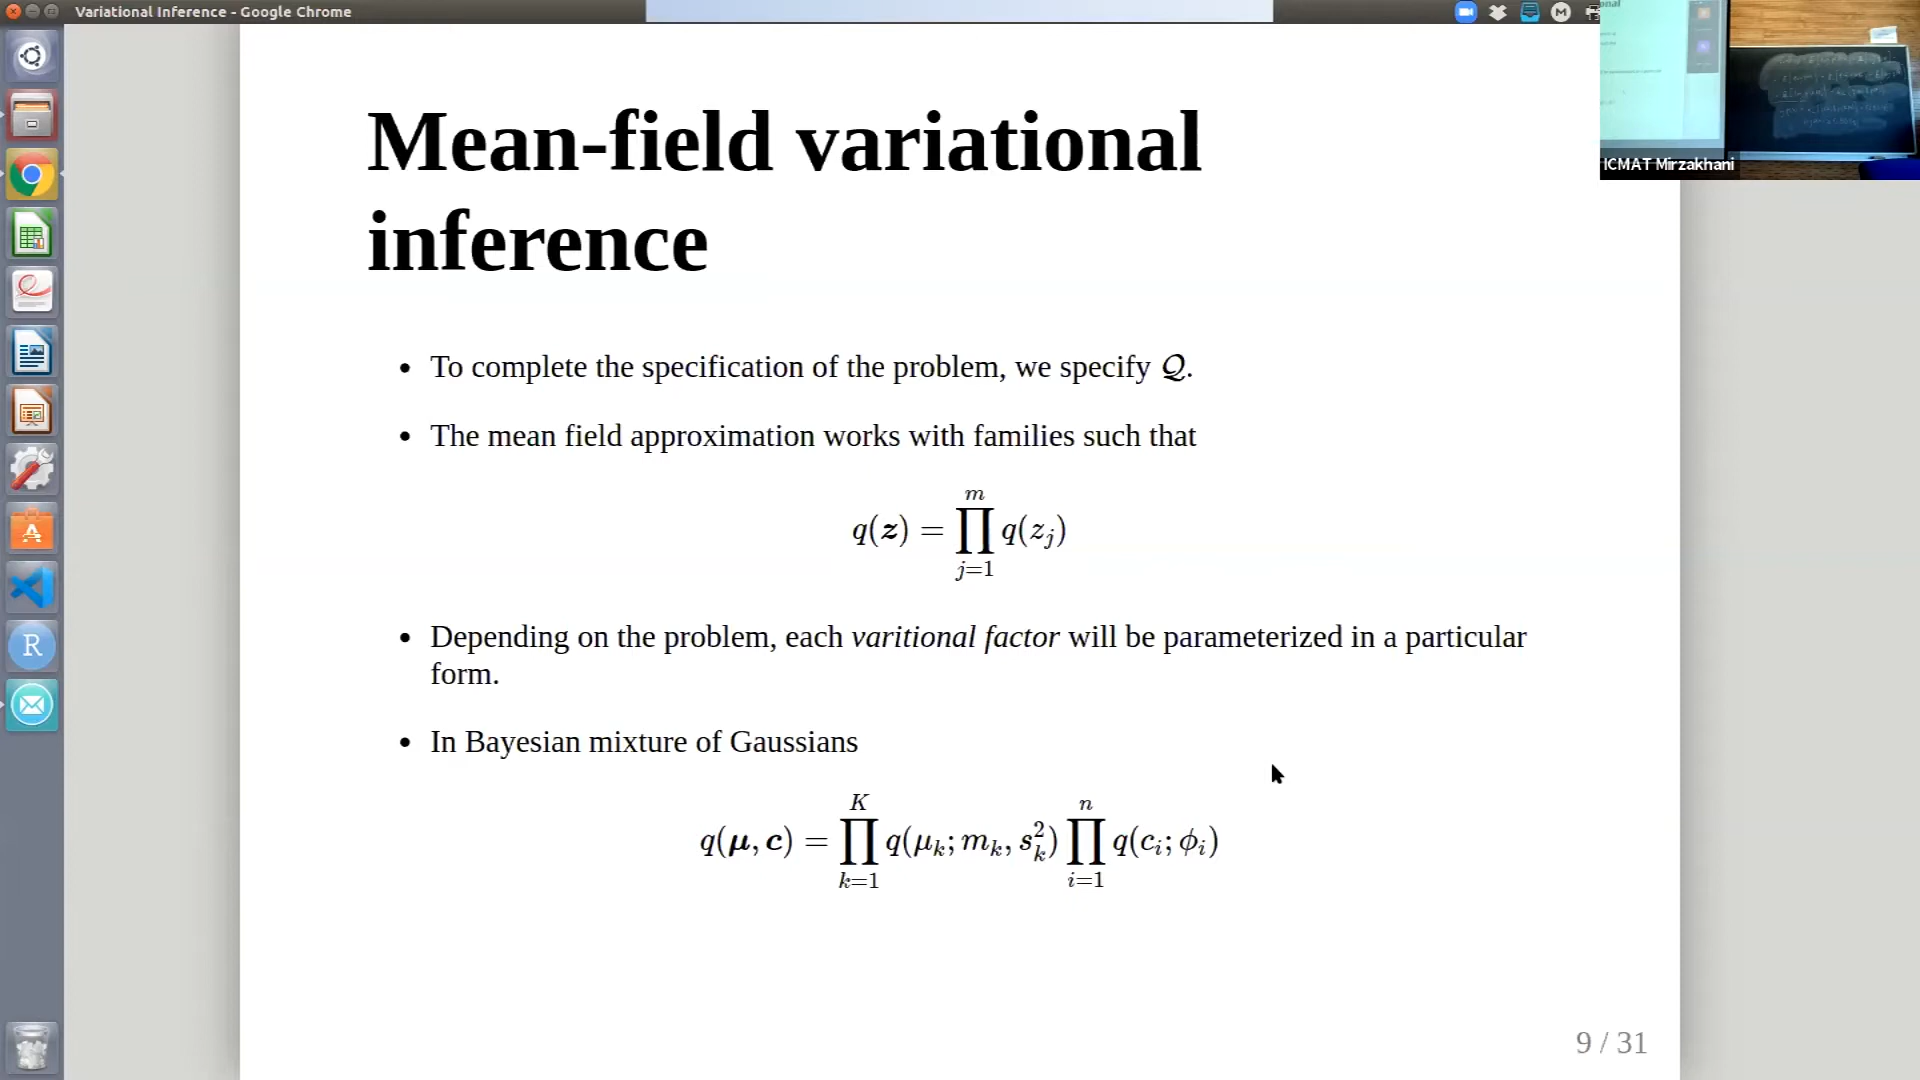 Variational Inference - Google Chrome
ICMAT Mirzakhani
Mean-field variational
inference
• To complete the specification of the problem, we specify 𝒬.
• The mean field approximation works with families such that
q(𝒛) = ∏_{j=1}^{m} q(z_j)
• Depending on the problem, each varitional factor will be parameterized in a particular
form.
• In Bayesian mixture of Gaussians
q(𝝁, 𝒄) = ∏_{k=1}^{K} q(μ_k; m_k, s_k^2) ∏_{i=1}^{n} q(c_i; ϕ_i)
9 / 31